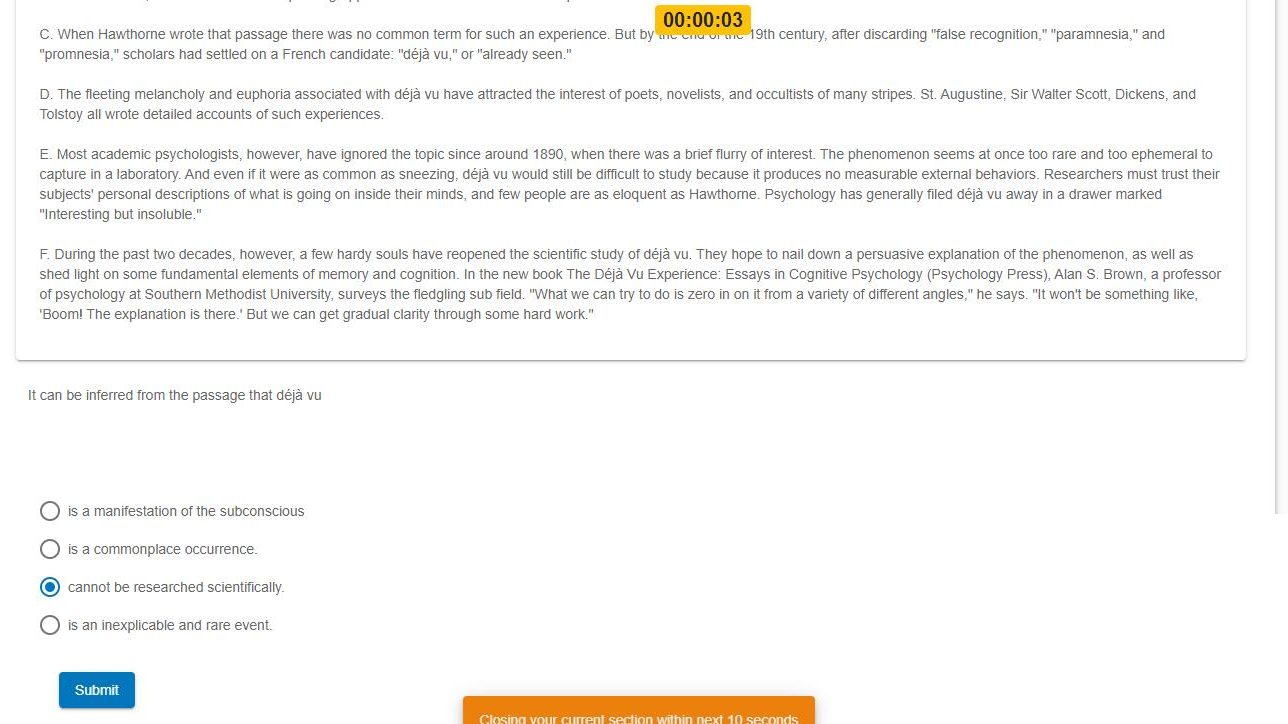 00:00:03
C. When Hawthorne wrote that passage there was no common term for such an experience. But by the end of the 19th century, after discarding "false recognition," "paramnesia," and
"promnesia," scholars had settled on a French candidate: "déjà vu," or "already seen."
D. The fleeting melancholy and euphoria associated with déjà vu have attracted the interest of poets, novelists, and occultists of many stripes. St. Augustine, Sir Walter Scott, Dickens, and
Tolstoy all wrote detailed accounts of such experiences.
E. Most academic psychologists, however, have ignored the topic since around 1890, when there was a brief flurry of interest. The phenomenon seems at once too rare and too ephemeral to
capture in a laboratory. And even if it were as common as sneezing, déjà vu would still be difficult to study because it produces no measurable external behaviors. Researchers must trust their
subjects' personal descriptions of what is going on inside their minds, and few people are as eloquent as Hawthorne. Psychology has generally filed déjà vu away in a drawer marked
"Interesting but insoluble."
F. During the past two decades, however, a few hardy souls have reopened the scientific study of déjà vu. They hope to nail down a persuasive explanation of the phenomenon, as well as
shed light on some fundamental elements of memory and cognition. In the new book The Déjà Vu Experience: Essays in Cognitive Psychology (Psychology Press), Alan S. Brown, a professor
of psychology at Southern Methodist University, surveys the fledgling sub field. "What we can try to do is zero in on it from a variety of different angles," he says. "It won't be something like,
'Boom! The explanation is there.' But we can get gradual clarity through some hard work."
It can be inferred from the passage that déjà vu
is a manifestation of the subconscious
is a commonplace occurrence.
cannot be researched scientifically.
is an inexplicable and rare event.
Submit
Closing your current section within next 10 seconds